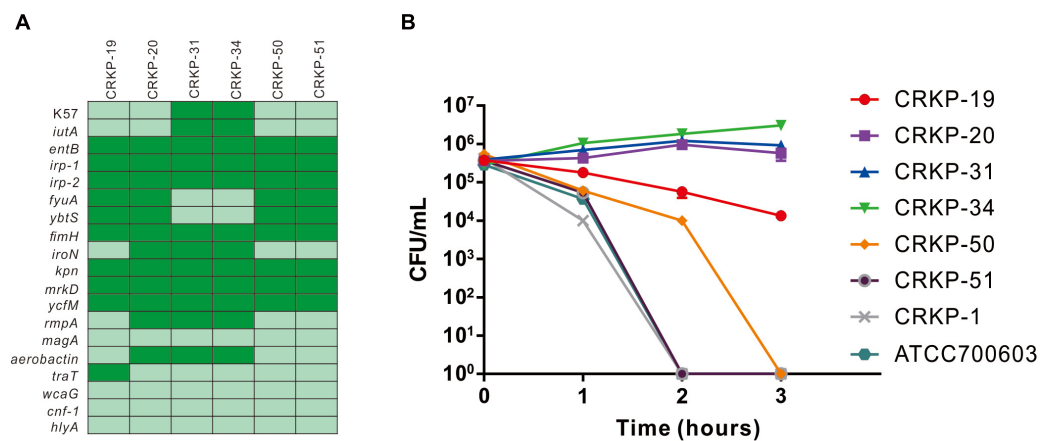 A
CRKP-19 CRKP-20 CRKP-31 CRKP-34 CRKP-50 CRKP-51
K57
iutA
entB
irp-1
irp-2
fyuA
ybtS
fimH
iroN
kpn
mrkD
ycfM
rmpA
magA
aerobactin
traT
wcaG
cnf-1
hlyA
B
CFU/mL
10⁷
10⁶
10⁵
10⁴
10³
10²
10¹
10⁰
0 1 2 3
Time (hours)
CRKP-19
CRKP-20
CRKP-31
CRKP-34
CRKP-50
CRKP-51
CRKP-1
ATCC700603